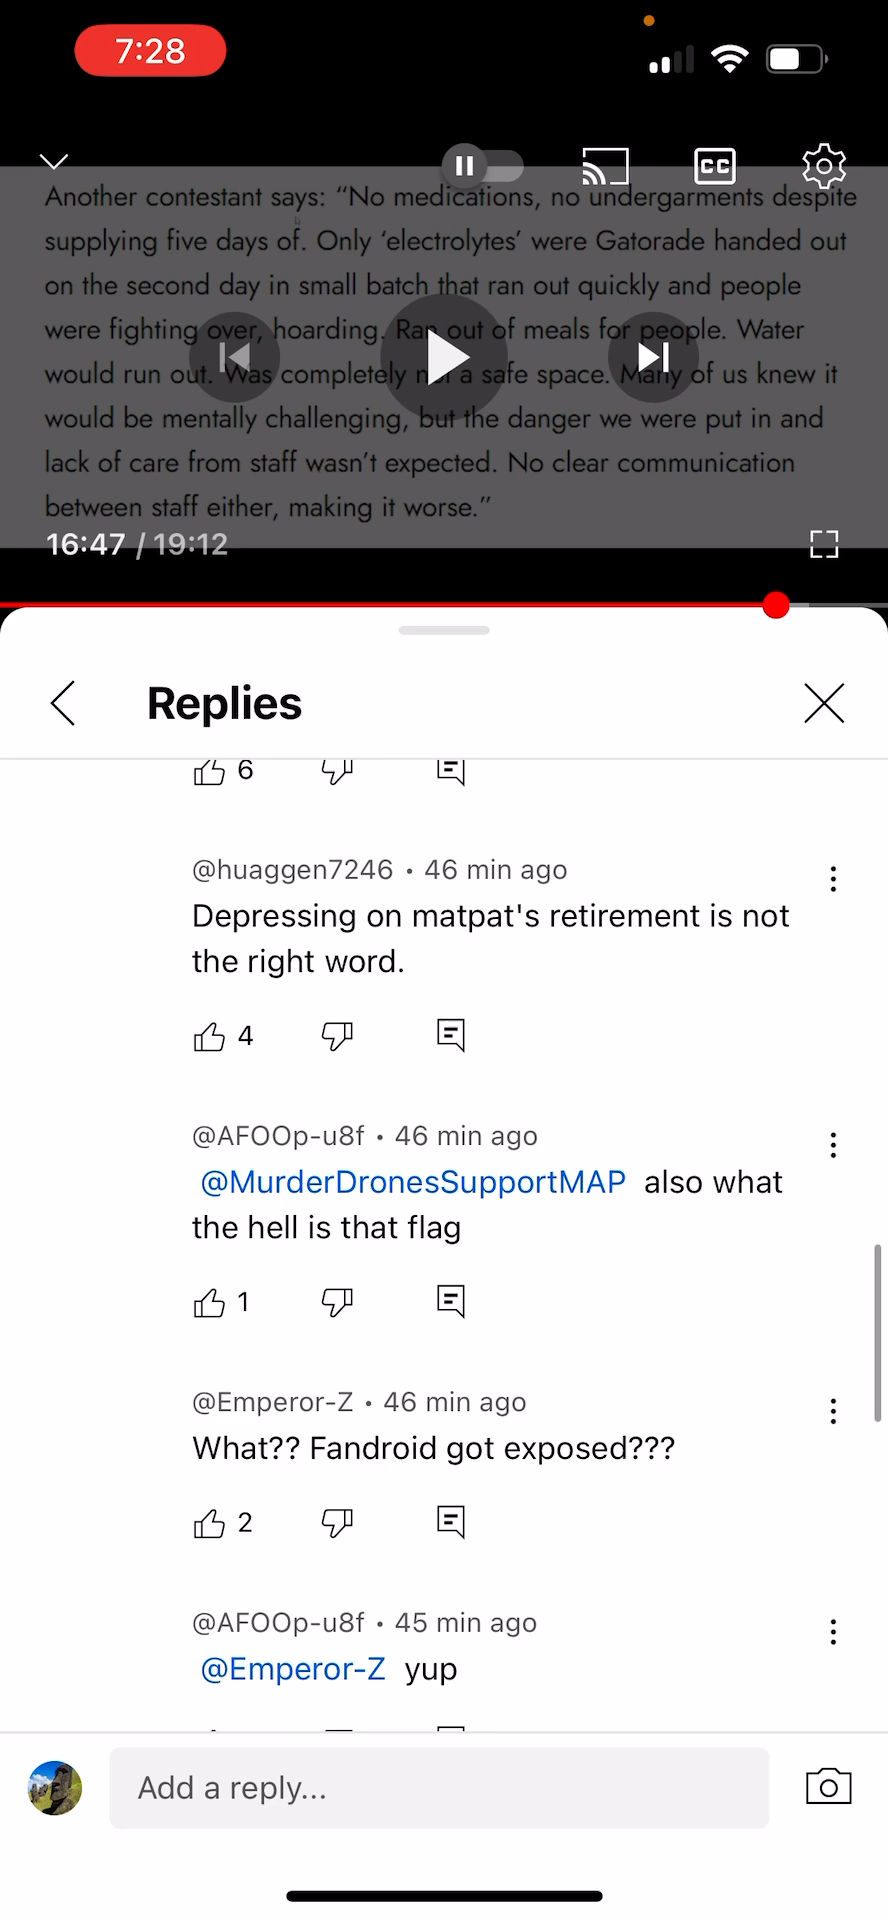 7:28
CC
Another contestant says: “No medications, no undergarments despite
supplying five days of. Only ‘electrolytes’ were Gatorade handed out
on the second day in small batch that ran out quickly and people
were fighting over, hoarding. Ran out of meals for people. Water
would run out. Was completely not a safe space. Many of us knew it
would be mentally challenging, but the danger we were put in and
lack of care from staff wasn’t expected. No clear communication
between staff either, making it worse.”
16:47 / 19:12
Replies
6
@huaggen7246 • 46 min ago
Depressing on matpat's retirement is not
the right word.
4
@AFOOp-u8f • 46 min ago
@MurderDronesSupportMAP also what
the hell is that flag
1
@Emperor-Z • 46 min ago
What?? Fandroid got exposed???
2
@AFOOp-u8f • 45 min ago
@Emperor-Z yup
Add a reply...